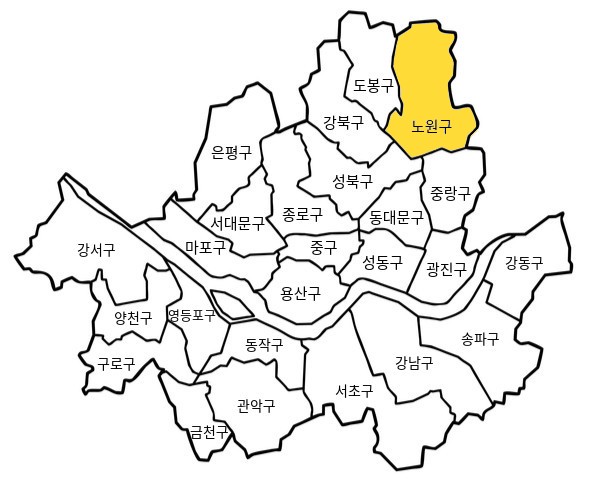 도봉구
강북구
노원구
은평구
성북구
중랑구
종로구
동대문구
서대문구
마포구
중구
강서구
성동구
광진구
강동구
용산구
양천구
영등포구
동작구
송파구
구로구
강남구
서초구
관악구
금천구